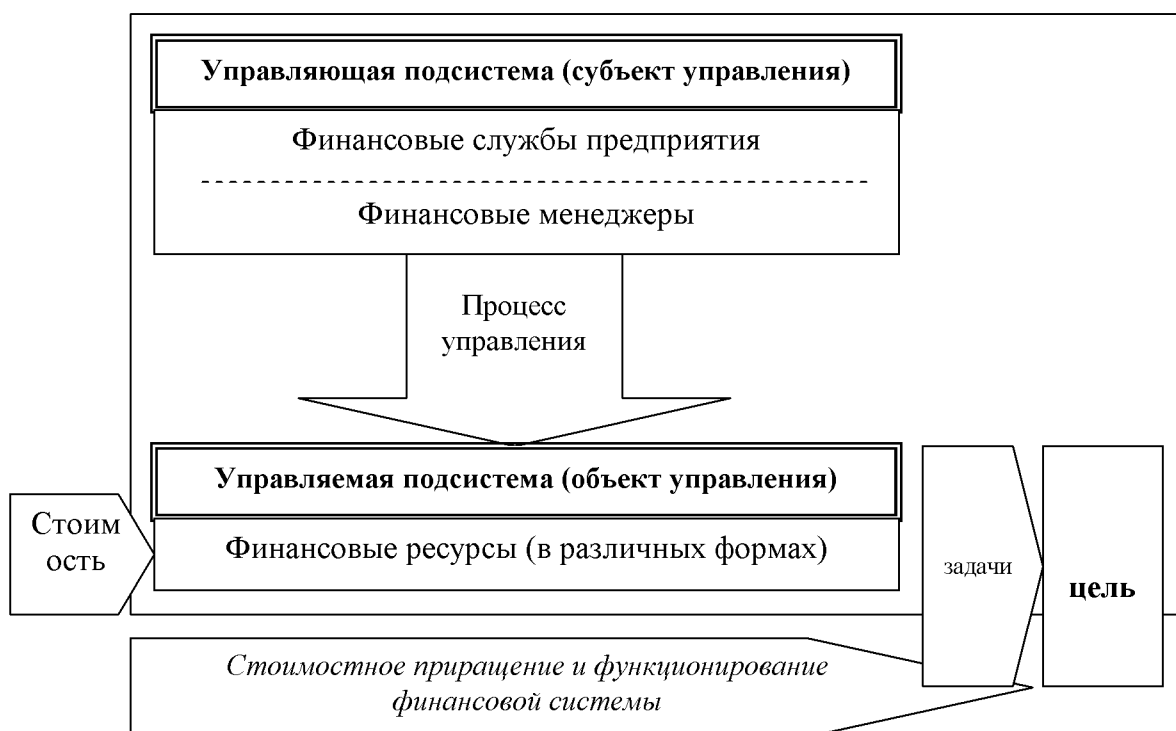 Управляющая подсистема (субъект управления)
Финансовые службы предприятия
Финансовые менеджеры
Процесс
управления
Управляемая подсистема (объект управления)
Стоим
ость
Финансовые ресурсы (в различных формах)
задачи
цель
Стоимостное приращение и функционирование
финансовой системы